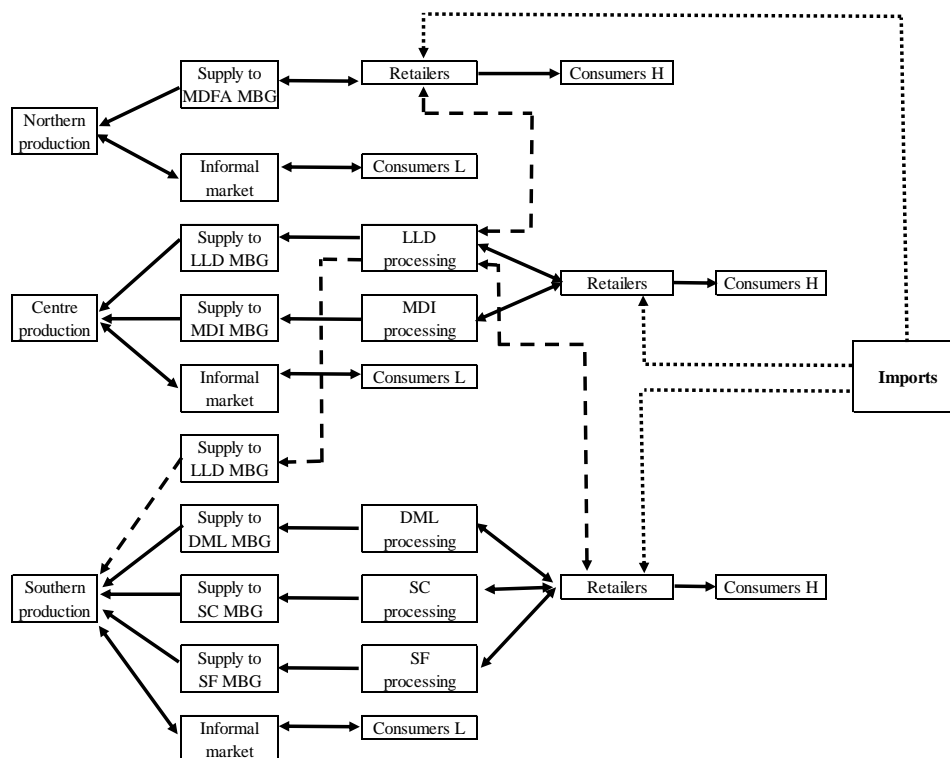 Supply to
MDFA MBG
Retailers
Consumers H
Northern
production
Informal
market
Consumers L
Supply to
LLD MBG
LLD
processing
Retailers
Consumers H
Centre
production
Supply to
MDI MBG
MDI
processing
Imports
Informal
market
Consumers L
Supply to
LLD MBG
Supply to
DML MBG
DML
processing
Southern
production
Supply to
SC MBG
SC
processing
Retailers
Consumers H
Supply to
SF MBG
SF
processing
Informal
market
Consumers L